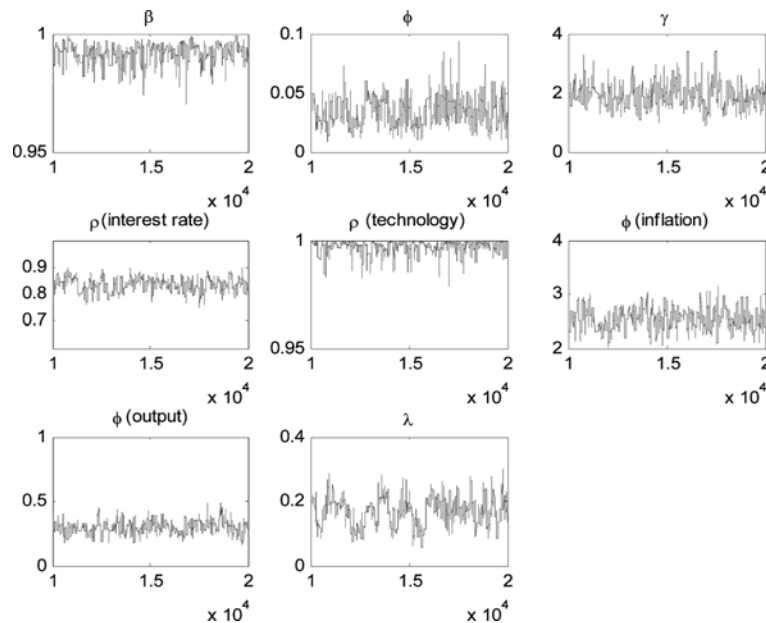 β φ γ
1 0.1 4
0.05 2
0.95 0 0
1 1.5 2 1 1.5 2 1 1.5 2
x 10⁴ x 10⁴ x 10⁴
ρ (interest rate) ρ (technology) φ (inflation)
1 4
0.9
0.8 3
0.7
0.95 2
1 1.5 2 1 1.5 2 1 1.5 2
x 10⁴ x 10⁴ x 10⁴
φ (output) λ
1 0.4
0.5 0.2
0 0
1 1.5 2 1 1.5 2
x 10⁴ x 10⁴